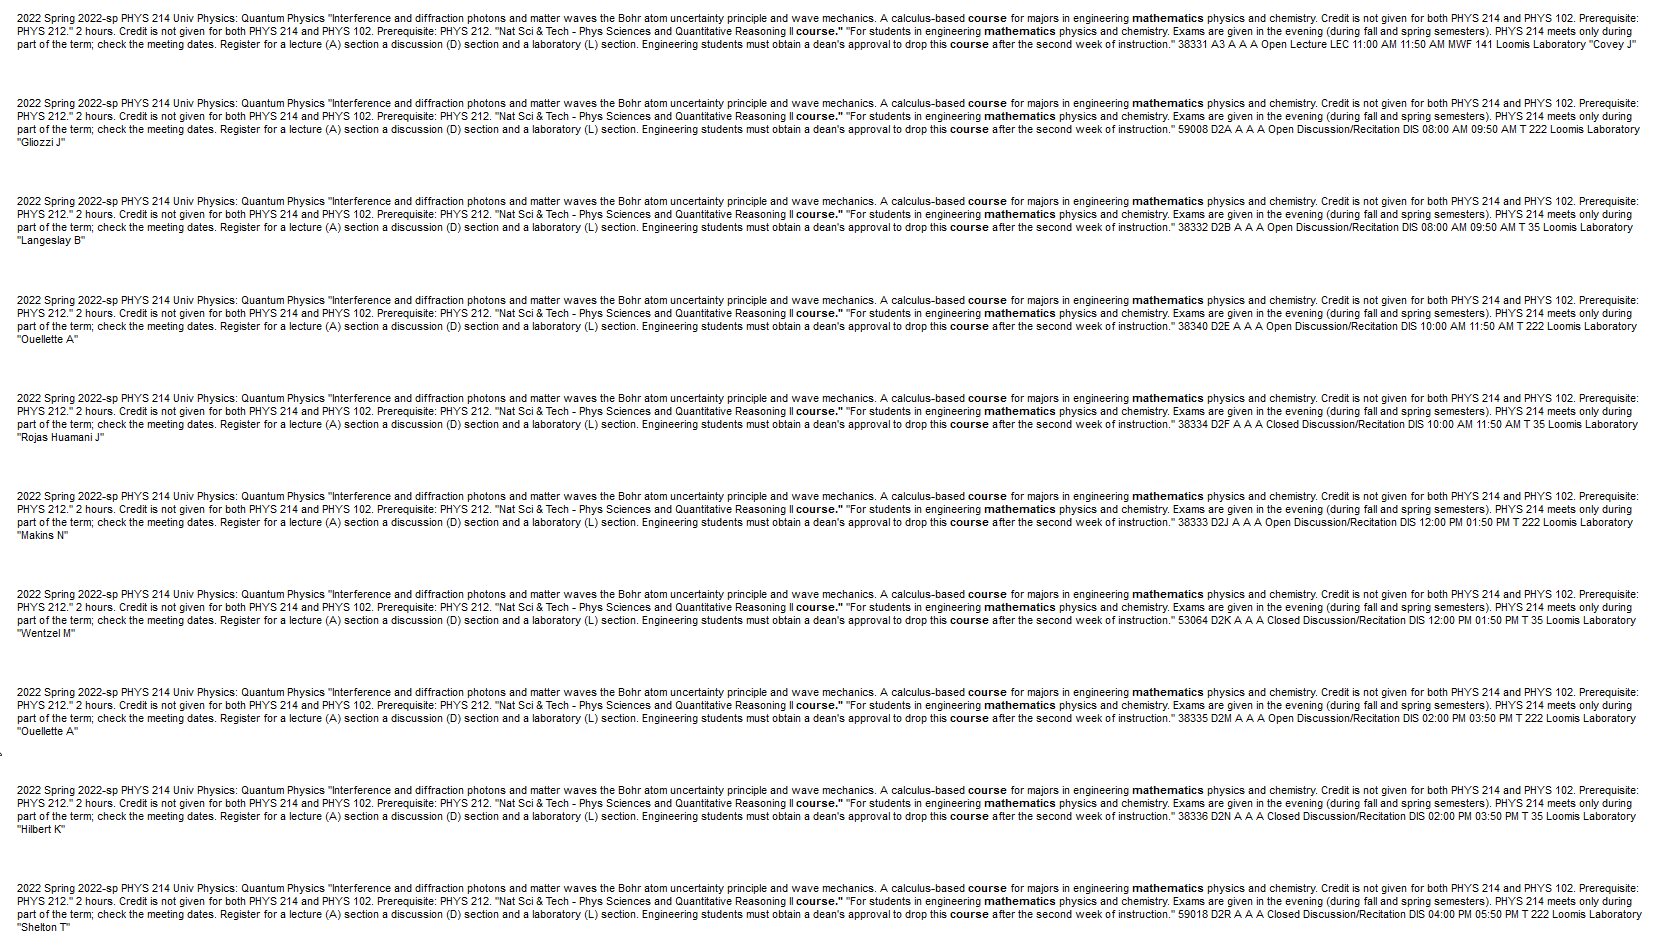 2022 Spring 2022-sp PHYS 214 Univ Physics: Quantum Physics "Interference and diffraction photons and matter waves the Bohr atom uncertainty principle and wave mechanics. A calculus-based course for majors in engineering mathematics physics and chemistry. Credit is not given for both PHYS 214 and PHYS 102. Prerequisite:
PHYS 212." 2 hours. Credit is not given for both PHYS 214 and PHYS 102. Prerequisite: PHYS 212. "Nat Sci & Tech - Phys Sciences and Quantitative Reasoning II course." "For students in engineering mathematics physics and chemistry. Exams are given in the evening (during fall and spring semesters). PHYS 214 meets only during
part of the term; check the meeting dates. Register for a lecture (A) section a discussion (D) section and a laboratory (L) section. Engineering students must obtain a dean's approval to drop this course after the second week of instruction." 38331 A3 A A A Open Lecture LEC 11:00 AM 11:50 AM MWF 141 Loomis Laboratory "Covey J"
2022 Spring 2022-sp PHYS 214 Univ Physics: Quantum Physics "Interference and diffraction photons and matter waves the Bohr atom uncertainty principle and wave mechanics. A calculus-based course for majors in engineering mathematics physics and chemistry. Credit is not given for both PHYS 214 and PHYS 102. Prerequisite:
PHYS 212." 2 hours. Credit is not given for both PHYS 214 and PHYS 102. Prerequisite: PHYS 212. "Nat Sci & Tech - Phys Sciences and Quantitative Reasoning II course." "For students in engineering mathematics physics and chemistry. Exams are given in the evening (during fall and spring semesters). PHYS 214 meets only during
part of the term; check the meeting dates. Register for a lecture (A) section a discussion (D) section and a laboratory (L) section. Engineering students must obtain a dean's approval to drop this course after the second week of instruction." 59008 D2A A A A Open Discussion/Recitation DIS 08:00 AM 09:50 AM T 222 Loomis Laboratory
"Gliozzi J"
2022 Spring 2022-sp PHYS 214 Univ Physics: Quantum Physics "Interference and diffraction photons and matter waves the Bohr atom uncertainty principle and wave mechanics. A calculus-based course for majors in engineering mathematics physics and chemistry. Credit is not given for both PHYS 214 and PHYS 102. Prerequisite:
PHYS 212." 2 hours. Credit is not given for both PHYS 214 and PHYS 102. Prerequisite: PHYS 212. "Nat Sci & Tech - Phys Sciences and Quantitative Reasoning II course." "For students in engineering mathematics physics and chemistry. Exams are given in the evening (during fall and spring semesters). PHYS 214 meets only during
part of the term; check the meeting dates. Register for a lecture (A) section a discussion (D) section and a laboratory (L) section. Engineering students must obtain a dean's approval to drop this course after the second week of instruction." 38332 D2B A A A Open Discussion/Recitation DIS 08:00 AM 09:50 AM T 35 Loomis Laboratory
"Langeslay B"
2022 Spring 2022-sp PHYS 214 Univ Physics: Quantum Physics "Interference and diffraction photons and matter waves the Bohr atom uncertainty principle and wave mechanics. A calculus-based course for majors in engineering mathematics physics and chemistry. Credit is not given for both PHYS 214 and PHYS 102. Prerequisite:
PHYS 212." 2 hours. Credit is not given for both PHYS 214 and PHYS 102. Prerequisite: PHYS 212. "Nat Sci & Tech - Phys Sciences and Quantitative Reasoning II course." "For students in engineering mathematics physics and chemistry. Exams are given in the evening (during fall and spring semesters). PHYS 214 meets only during
part of the term; check the meeting dates. Register for a lecture (A) section a discussion (D) section and a laboratory (L) section. Engineering students must obtain a dean's approval to drop this course after the second week of instruction." 38340 D2E A A A Open Discussion/Recitation DIS 10:00 AM 11:50 AM T 222 Loomis Laboratory
"Ouellette A"
2022 Spring 2022-sp PHYS 214 Univ Physics: Quantum Physics "Interference and diffraction photons and matter waves the Bohr atom uncertainty principle and wave mechanics. A calculus-based course for majors in engineering mathematics physics and chemistry. Credit is not given for both PHYS 214 and PHYS 102. Prerequisite:
PHYS 212." 2 hours. Credit is not given for both PHYS 214 and PHYS 102. Prerequisite: PHYS 212. "Nat Sci & Tech - Phys Sciences and Quantitative Reasoning II course." "For students in engineering mathematics physics and chemistry. Exams are given in the evening (during fall and spring semesters). PHYS 214 meets only during
part of the term; check the meeting dates. Register for a lecture (A) section a discussion (D) section and a laboratory (L) section. Engineering students must obtain a dean's approval to drop this course after the second week of instruction." 38334 D2F A A A Closed Discussion/Recitation DIS 10:00 AM 11:50 AM T 35 Loomis Laboratory
"Rojas Huamani J"
2022 Spring 2022-sp PHYS 214 Univ Physics: Quantum Physics "Interference and diffraction photons and matter waves the Bohr atom uncertainty principle and wave mechanics. A calculus-based course for majors in engineering mathematics physics and chemistry. Credit is not given for both PHYS 214 and PHYS 102. Prerequisite:
PHYS 212." 2 hours. Credit is not given for both PHYS 214 and PHYS 102. Prerequisite: PHYS 212. "Nat Sci & Tech - Phys Sciences and Quantitative Reasoning II course." "For students in engineering mathematics physics and chemistry. Exams are given in the evening (during fall and spring semesters). PHYS 214 meets only during
part of the term; check the meeting dates. Register for a lecture (A) section a discussion (D) section and a laboratory (L) section. Engineering students must obtain a dean's approval to drop this course after the second week of instruction." 38333 D2J A A A Open Discussion/Recitation DIS 12:00 PM 01:50 PM T 222 Loomis Laboratory
"Makins N"
2022 Spring 2022-sp PHYS 214 Univ Physics: Quantum Physics "Interference and diffraction photons and matter waves the Bohr atom uncertainty principle and wave mechanics. A calculus-based course for majors in engineering mathematics physics and chemistry. Credit is not given for both PHYS 214 and PHYS 102. Prerequisite:
PHYS 212." 2 hours. Credit is not given for both PHYS 214 and PHYS 102. Prerequisite: PHYS 212. "Nat Sci & Tech - Phys Sciences and Quantitative Reasoning II course." "For students in engineering mathematics physics and chemistry. Exams are given in the evening (during fall and spring semesters). PHYS 214 meets only during
part of the term; check the meeting dates. Register for a lecture (A) section a discussion (D) section and a laboratory (L) section. Engineering students must obtain a dean's approval to drop this course after the second week of instruction." 53064 D2K A A A Closed Discussion/Recitation DIS 12:00 PM 01:50 PM T 35 Loomis Laboratory
"Wentzel M"
2022 Spring 2022-sp PHYS 214 Univ Physics: Quantum Physics "Interference and diffraction photons and matter waves the Bohr atom uncertainty principle and wave mechanics. A calculus-based course for majors in engineering mathematics physics and chemistry. Credit is not given for both PHYS 214 and PHYS 102. Prerequisite:
PHYS 212." 2 hours. Credit is not given for both PHYS 214 and PHYS 102. Prerequisite: PHYS 212. "Nat Sci & Tech - Phys Sciences and Quantitative Reasoning II course." "For students in engineering mathematics physics and chemistry. Exams are given in the evening (during fall and spring semesters). PHYS 214 meets only during
part of the term; check the meeting dates. Register for a lecture (A) section a discussion (D) section and a laboratory (L) section. Engineering students must obtain a dean's approval to drop this course after the second week of instruction." 38335 D2M A A A Open Discussion/Recitation DIS 02:00 PM 03:50 PM T 222 Loomis Laboratory
"Ouellette A"
2022 Spring 2022-sp PHYS 214 Univ Physics: Quantum Physics "Interference and diffraction photons and matter waves the Bohr atom uncertainty principle and wave mechanics. A calculus-based course for majors in engineering mathematics physics and chemistry. Credit is not given for both PHYS 214 and PHYS 102. Prerequisite:
PHYS 212." 2 hours. Credit is not given for both PHYS 214 and PHYS 102. Prerequisite: PHYS 212. "Nat Sci & Tech - Phys Sciences and Quantitative Reasoning II course." "For students in engineering mathematics physics and chemistry. Exams are given in the evening (during fall and spring semesters). PHYS 214 meets only during
part of the term; check the meeting dates. Register for a lecture (A) section a discussion (D) section and a laboratory (L) section. Engineering students must obtain a dean's approval to drop this course after the second week of instruction." 38336 D2N A A A Closed Discussion/Recitation DIS 02:00 PM 03:50 PM T 35 Loomis Laboratory
"Hilbert K"
2022 Spring 2022-sp PHYS 214 Univ Physics: Quantum Physics "Interference and diffraction photons and matter waves the Bohr atom uncertainty principle and wave mechanics. A calculus-based course for majors in engineering mathematics physics and chemistry. Credit is not given for both PHYS 214 and PHYS 102. Prerequisite:
PHYS 212." 2 hours. Credit is not given for both PHYS 214 and PHYS 102. Prerequisite: PHYS 212. "Nat Sci & Tech - Phys Sciences and Quantitative Reasoning II course." "For students in engineering mathematics physics and chemistry. Exams are given in the evening (during fall and spring semesters). PHYS 214 meets only during
part of the term; check the meeting dates. Register for a lecture (A) section a discussion (D) section and a laboratory (L) section. Engineering students must obtain a dean's approval to drop this course after the second week of instruction." 59018 D2R A A A Closed Discussion/Recitation DIS 04:00 PM 05:50 PM T 222 Loomis Laboratory
"Shelton T"